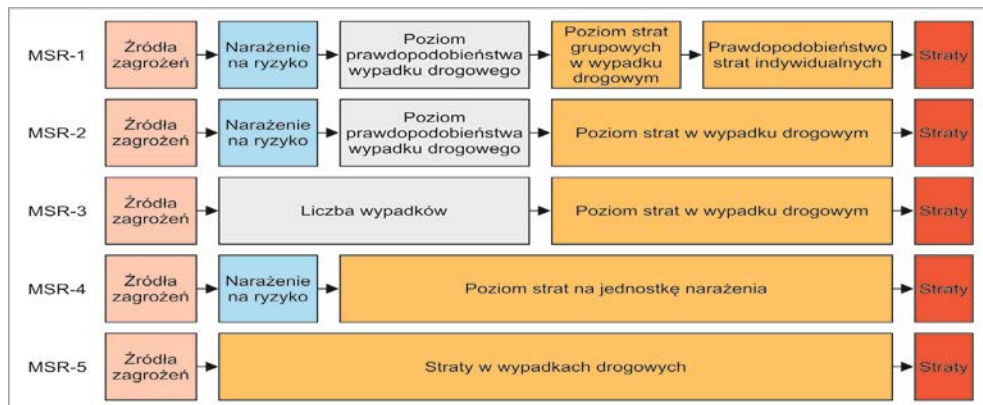 MSR-1
Źródła
zagrożeń
Narażenie
na ryzyko
Poziom
prawdopodobieństwa
wypadku drogowego
Poziom strat
grupowych
w wypadku
drogowym
Prawdopodobieństwo
strat indywidualnych
Straty
MSR-2
Źródła
zagrożeń
Narażenie
na ryzyko
Poziom
prawdopodobieństwa
wypadku drogowego
Poziom strat w wypadku drogowym
Straty
MSR-3
Źródła
zagrożeń
Liczba wypadków
Poziom strat w wypadku drogowym
Straty
MSR-4
Źródła
zagrożeń
Narażenie
na ryzyko
Poziom strat na jednostkę narażenia
Straty
MSR-5
Źródła
zagrożeń
Straty w wypadkach drogowych
Straty